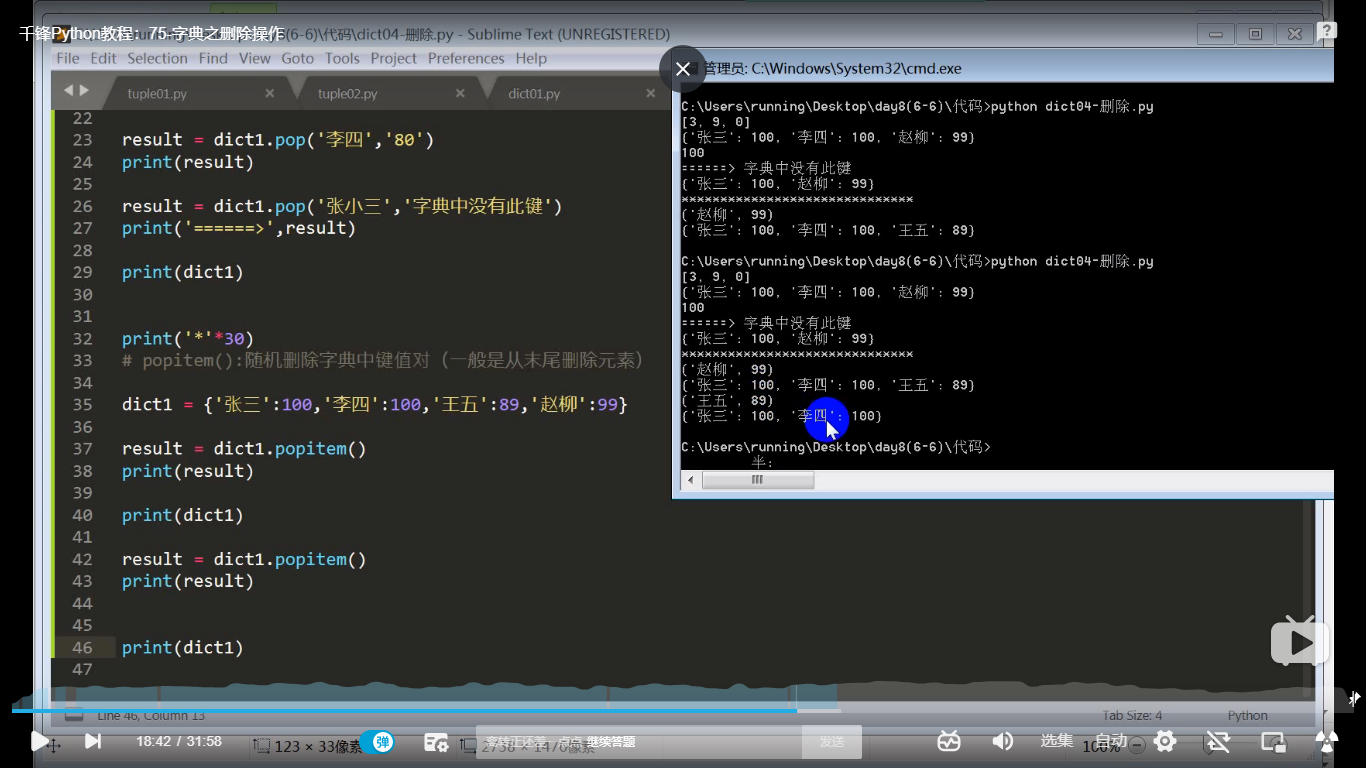 千锋Python教程：75-字典之删除操作
(6-6)\代码\dict04-删除.py - Sublime Text (UNREGISTERED)
File Edit Selection Find View Goto Tools Project Preferences Help
tuple01.py × tuple02.py × dict01.py ×
22
23 result = dict1.pop('李四','80')
24 print(result)
25
26 result = dict1.pop('张小三','字典中没有此键')
27 print('======>',result)
28
29 print(dict1)
30
31
32 print('*'*30)
33 # popitem():随机删除字典中键值对（一般是从末尾删除元素）
34
35 dict1 = {'张三':100,'李四':100,'王五':89,'赵柳':99}
36
37 result = dict1.popitem()
38 print(result)
39
40 print(dict1)
41
42 result = dict1.popitem()
43 print(result)
44
45
46 print(dict1)
47
管理员: C:\Windows\System32\cmd.exe
C:\Users\running\Desktop\day8(6-6)\代码>python dict04-删除.py
[3, 9, 0]
{'张三': 100, '李四': 100, '赵柳': 99}
100
======> 字典中没有此键
{'张三': 100, '赵柳': 99}
******************************
('赵柳', 99)
{'张三': 100, '李四': 100, '王五': 89}
C:\Users\running\Desktop\day8(6-6)\代码>python dict04-删除.py
[3, 9, 0]
{'张三': 100, '李四': 100, '赵柳': 99}
100
======> 字典中没有此键
{'张三': 100, '赵柳': 99}
******************************
('赵柳', 99)
{'张三': 100, '李四': 100, '王五': 89}
('王五', 89)
{'张三': 100, '李四': 100}
C:\Users\running\Desktop\day8(6-6)\代码>
半:
Line 46, Column 13 Tab Size: 4 Python
18:42 / 31:58 123 × 33像素 弹 继续答题 发送 选集 100% 自动